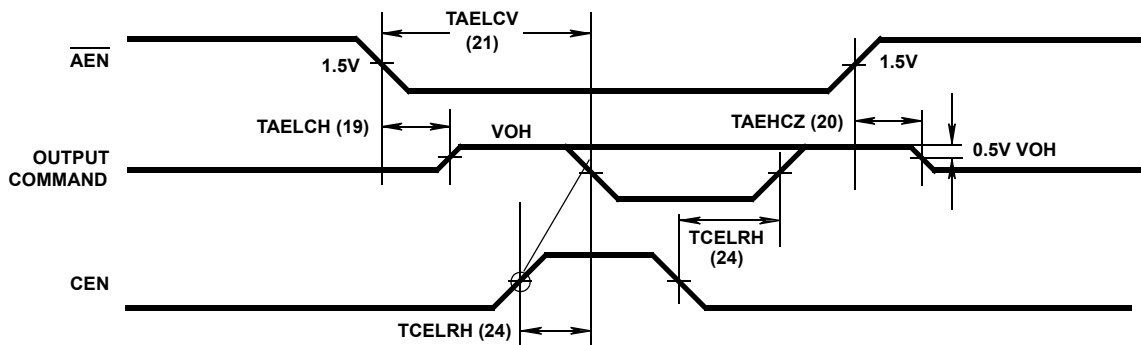 TAELCV
(21)
AEN
1.5V
1.5V
TAELCH (19)
VOH
TAEHCZ (20)
0.5V VOH
OUTPUT
COMMAND
TCELRH
(24)
CEN
TCELRH (24)